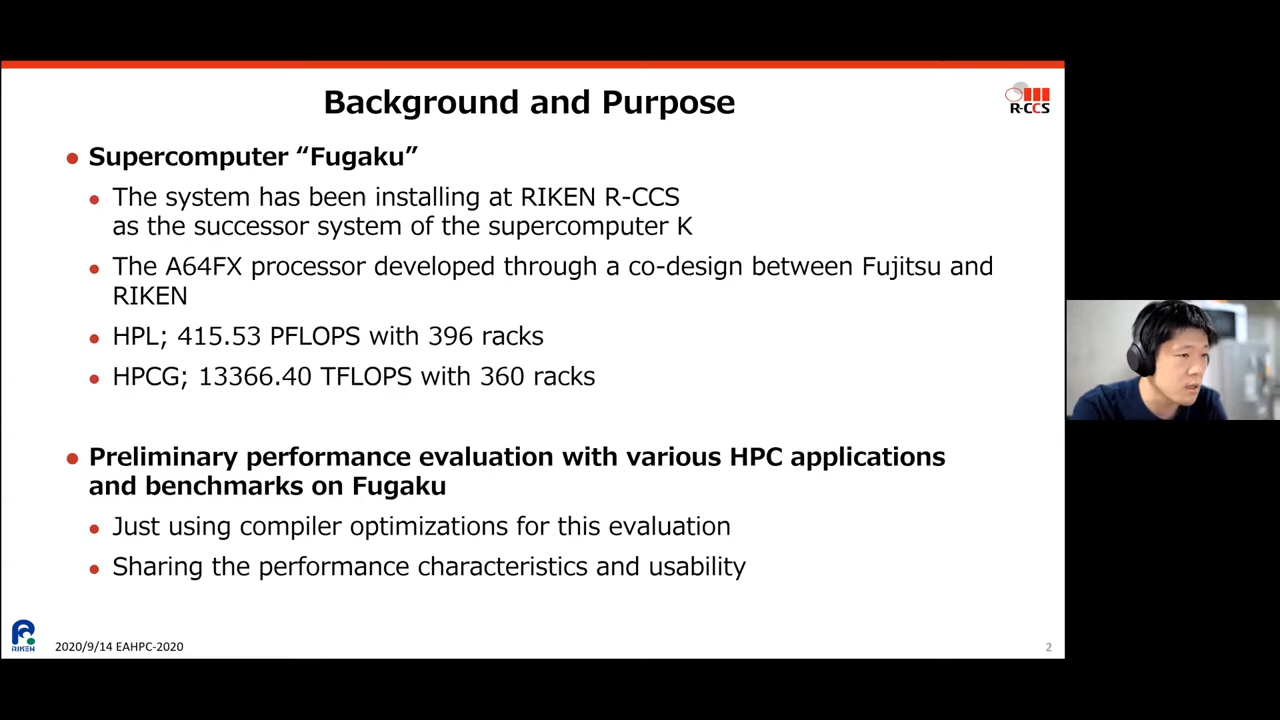 Background and Purpose
R-CCS
Supercomputer “Fugaku”
The system has been installing at RIKEN R-CCS
as the successor system of the supercomputer K
The A64FX processor developed through a co-design between Fujitsu and
RIKEN
HPL; 415.53 PFLOPS with 396 racks
HPCG; 13366.40 TFLOPS with 360 racks
Preliminary performance evaluation with various HPC applications
and benchmarks on Fugaku
Just using compiler optimizations for this evaluation
Sharing the performance characteristics and usability
RIKEN
2020/9/14 EAHPC-2020
2